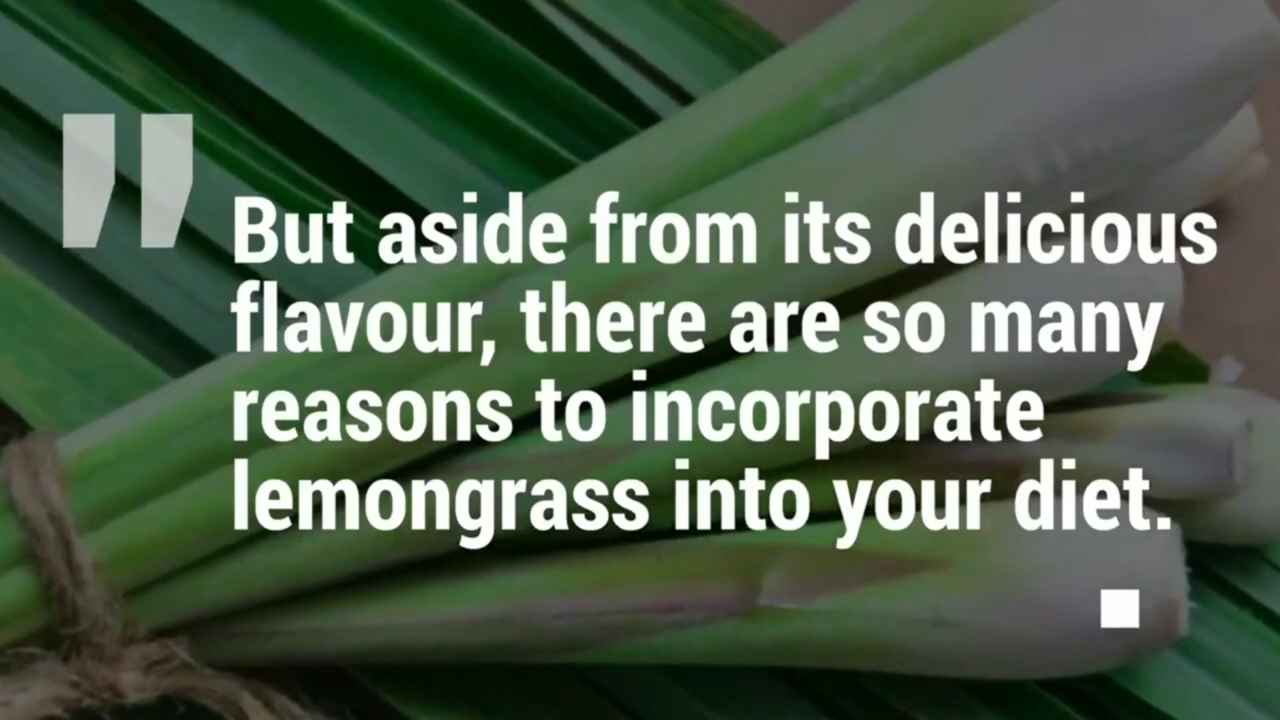 "
But aside from its delicious
flavour, there are so many
reasons to incorporate
lemongrass into your diet.